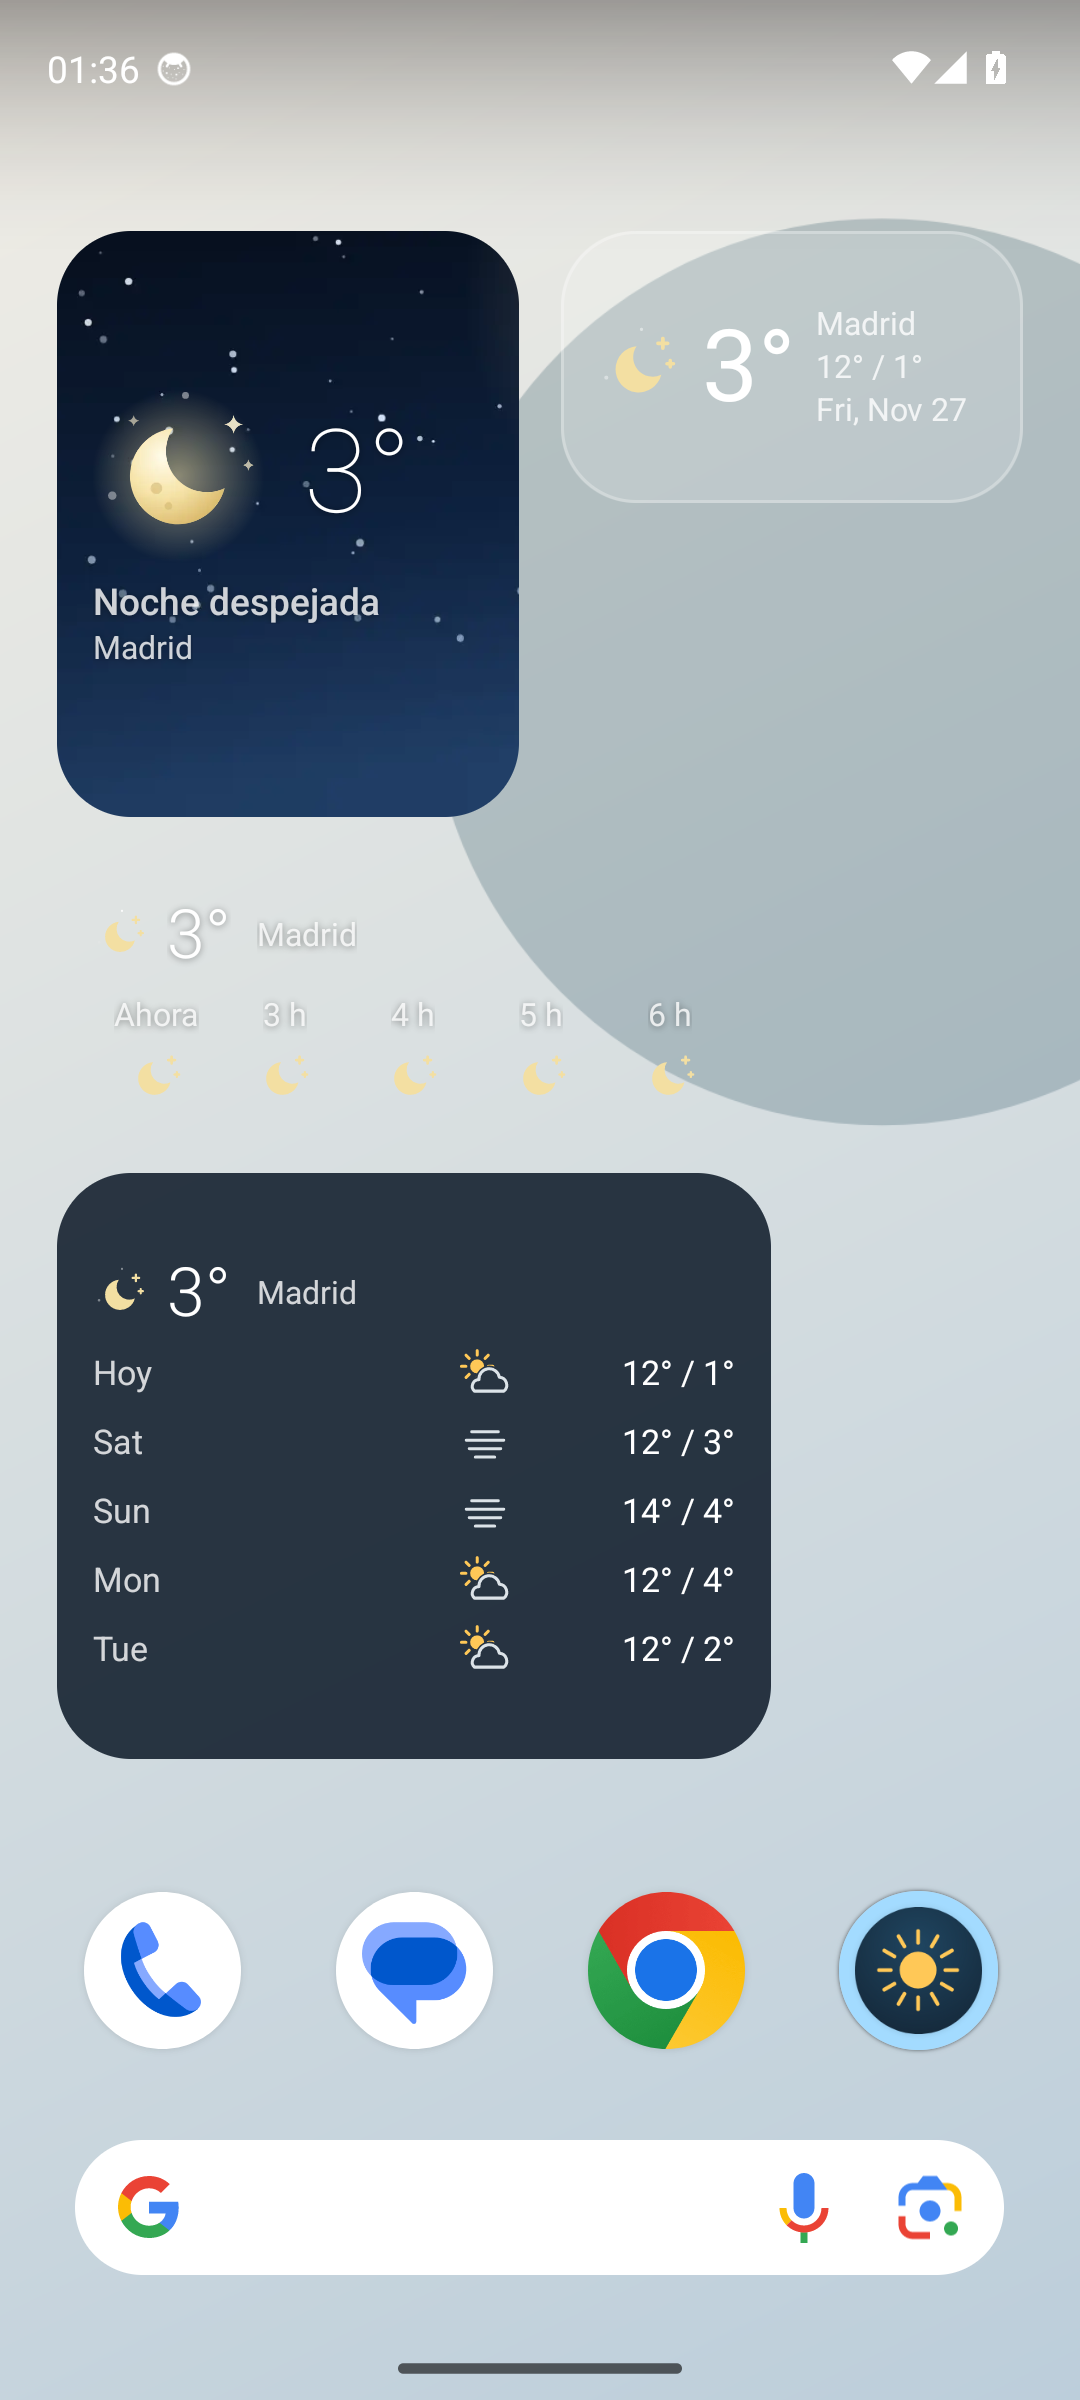 01:36
3°
Noche despejada
Madrid
3°
Madrid
12° / 1°
Fri, Nov 27
3° Madrid
Ahora 3 h 4 h 5 h 6 h
3° Madrid
Hoy 12° / 1°
Sat 12° / 3°
Sun 14° / 4°
Mon 12° / 4°
Tue 12° / 2°